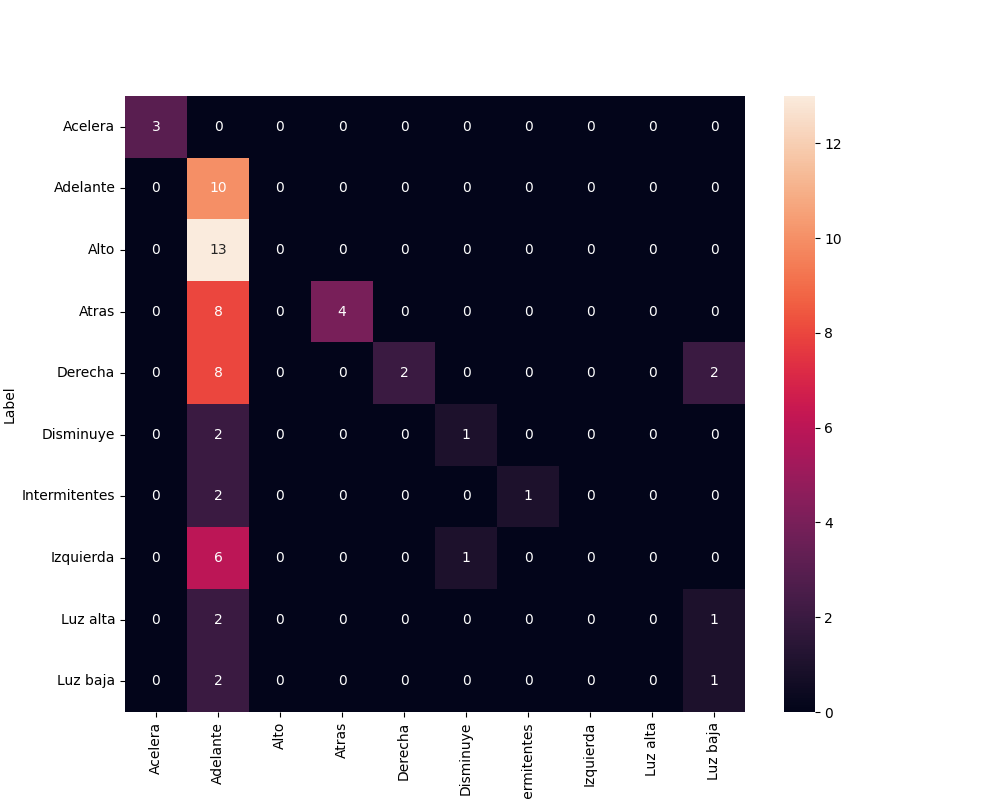 Acelera 3 0 0 0 0 0 0 0 0 0
Adelante 0 10 0 0 0 0 0 0 0 0
Alto 0 13 0 0 0 0 0 0 0 0
Atras 0 8 0 4 0 0 0 0 0 0
Derecha 0 8 0 0 2 0 0 0 0 2
Disminuye 0 2 0 0 0 1 0 0 0 0
Intermitentes 0 2 0 0 0 0 1 0 0 0
Izquierda 0 6 0 0 0 1 0 0 0 0
Luz alta 0 2 0 0 0 0 0 0 0 1
Luz baja 0 2 0 0 0 0 0 0 0 1
Label
Acelera
Adelante
Alto
Atras
Derecha
Disminuye
ermitentes
Izquierda
Luz alta
Luz baja
12
10
8
6
4
2
0